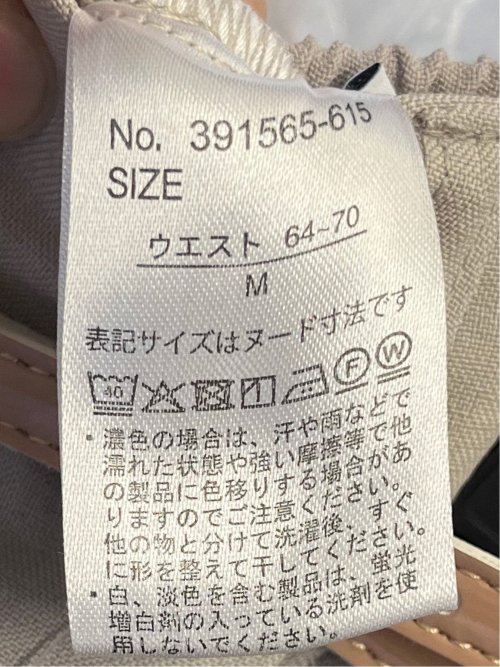 No. 391565-615
SIZE
ウエスト 64~70
M
表記サイズはヌード寸法です
40 F W
・濃色の場合は、汗や雨などで
濡れた状態や強い摩擦等で他
の製品に色移りする場合があ
りますのでご注意ください。
他の物と分けて洗濯後、すぐ
に形を整えて干してください。
・白、淡色を含む製品は、蛍光
増白剤の入っている洗剤を使
用しないでください。